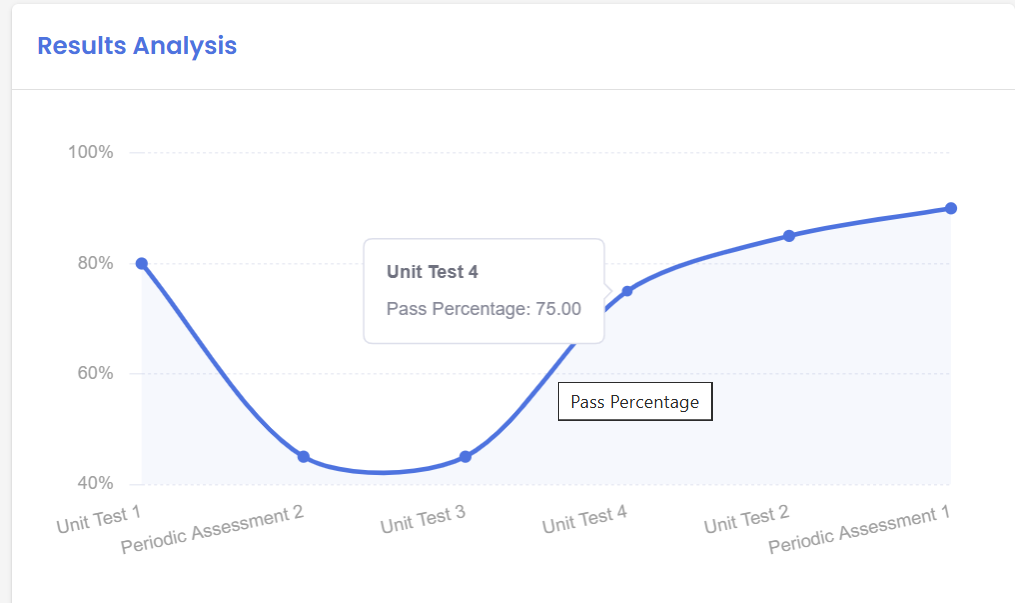 Results Analysis
100%
80%
60%
40%
Unit Test 4
Pass Percentage: 75.00
Pass Percentage
Unit Test 1
Periodic Assessment 2
Unit Test 3
Unit Test 4
Unit Test 2
Periodic Assessment 1